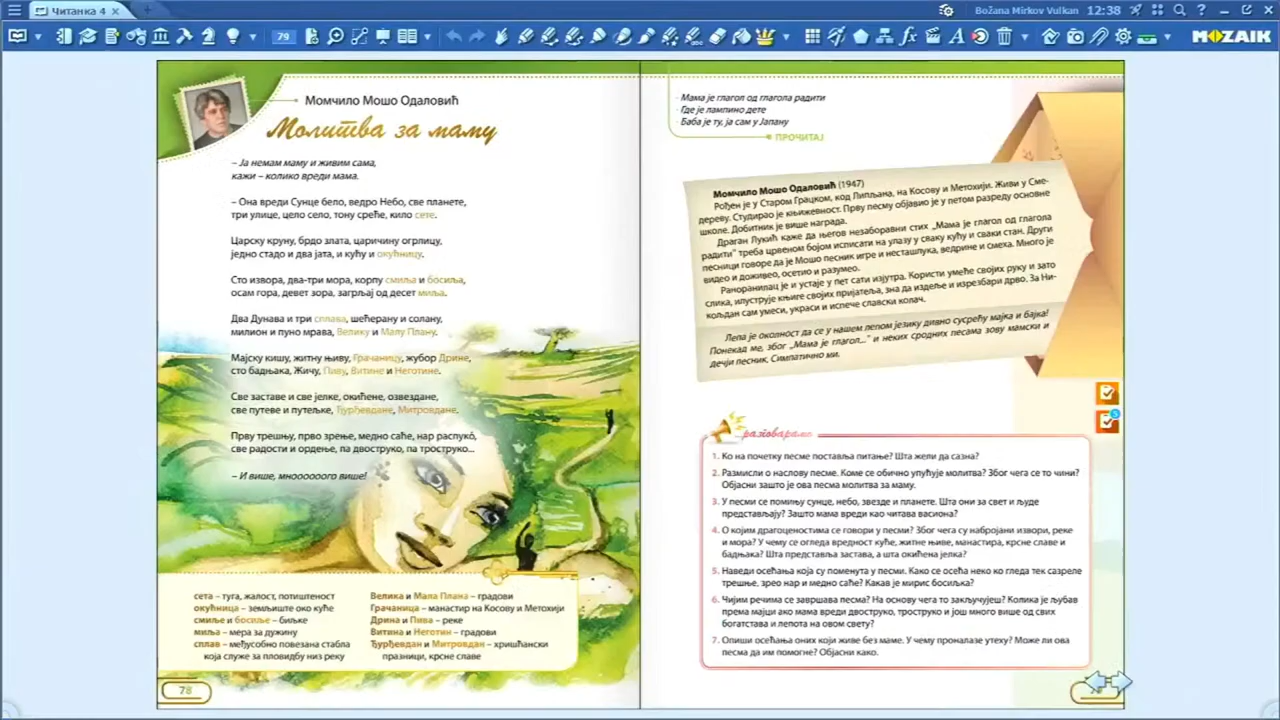 Читанка 4
Božana Mirkov Vulkan 12:38
79
MOZAIK
Момчило Мошо Одаловић
Молитва за маму
– Ја немам маму и живим сама,
кажи – колико вреди мама.
– Она вреди Сунце бело, ведро Небо, све планете,
три улице, цело село, тону среће, кило сете.
Царску круну, брдо злата, царичину огрлицу,
једно стадо и два јата, и кућу и окућницу.
Сто извора, два-три мора, корпу смиља и босиља,
осам гора, девет зора, загрљај од десет миља.
Два Дунава и три сплава, шећерану и солану,
милион и пуно мрава, Велику и Малу Плану.
Мајску кишу, житну њиву, Грачаницу, жубор Дрине,
сто бадњака, Жичу, Пиву, Витине и Неготине.
Све заставе и све јелке, окићене, озвездане,
све путеве и путељке, Ђурђевдане, Митровдане.
Прву трешњу, прво зрење, медно саће, нар распукô,
све радости и ордење, па двоструко, па троструко...
– И више, мноооооого више!
сета – туга, жалост, потиштеност
окућница – земљиште око куће
смиље и босиље – биљке
миља – мера за дужину
сплав – међусобно повезана стабла
која служе за пловидбу низ реку
Велика и Мала Плана – градови
Грачаница – манастир на Косову и Метохији
Дрина и Пива – реке
Витина и Неготин – градови
Ђурђевдан и Митровдан – хришћански
празници, крсне славе
78
Мама је глагол од глагола радити
Где је лампино дете
Баба је ту, ја сам у Јапану
ПРОЧИТАЈ
Момчило Мошо Одаловић (1947)
Рођен је у Старом Грацком, код Липљана, на Косову и Метохији. Живи у Сме-
дереву. Студирао је књижевност. Прву песму објавио је у петом разреду основне
школе. Добитник је више награда.
Драган Лукић каже да његов незаборавни стих „Мама је глагол од глагола
радити” треба црвеном бојом исписати на улазу у сваку кућу и сваки стан. Други
песници говоре да је Мошо песник игре и несташлука, ведрине и смеха. Много је
видео и доживео, осетио и разумео.
Раноранилац је и устаје у пет сати изјутра. Користи умеће својих руку и зато
слика, илуструје књиге својих пријатеља, зна да издеље и изрезбари дрво. За Ни-
кољдан сам умеси, украси и испече славски колач.
Лепа је околност да се у нашем лепом језику дивно сусрећу мајка и бајка!
Понекад ме, због „Мама је глагол...” и неких сродних песама зову мамски и
дечји песник. Симпатично ми.
разговарамо
1. Ко на почетку песме поставља питање? Шта жели да сазна?
2. Размисли о наслову песме. Коме се обично упућује молитва? Због чега се то чини?
Објасни зашто је ова песма молитва за маму.
3. У песми се помињу сунце, небо, звезде и планете. Шта они за свет и људе
представљају? Зашто мама вреди као читава васиона?
4. О којим драгоценостима се говори у песми? Због чега су набројани извори, реке
и мора? У чему се огледа вредност куће, житне њиве, манастира, крсне славе и
бадњака? Шта представља застава, а шта окићена јелка?
5. Наведи осећања која су поменута у песми. Како се осећа неко ко гледа тек сазреле
трешње, зрео нар и медно саће? Какав је мирис босиљка?
6. Чијим речима се завршава песма? На основу чега то закључујеш? Колика је љубав
према мајци ако мама вреди двоструко, троструко и још много више од свих
богатстава и лепота на овом свету?
7. Опиши осећања оних који живе без маме. У чему проналазе утеху? Може ли ова
песма да им помогне? Објасни како.